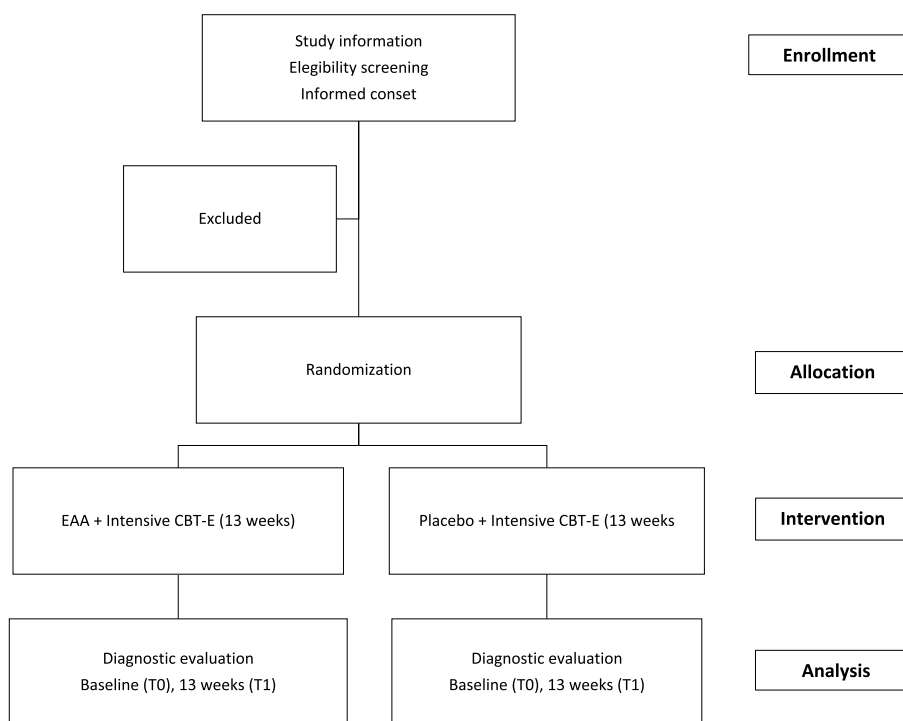 Study information
Elegibility screening
Informed conset
Enrollment
Excluded
Randomization
Allocation
EAA + Intensive CBT-E (13 weeks)
Placebo + Intensive CBT-E (13 weeks
Intervention
Diagnostic evaluation
Baseline (T0), 13 weeks (T1)
Diagnostic evaluation
Baseline (T0), 13 weeks (T1)
Analysis